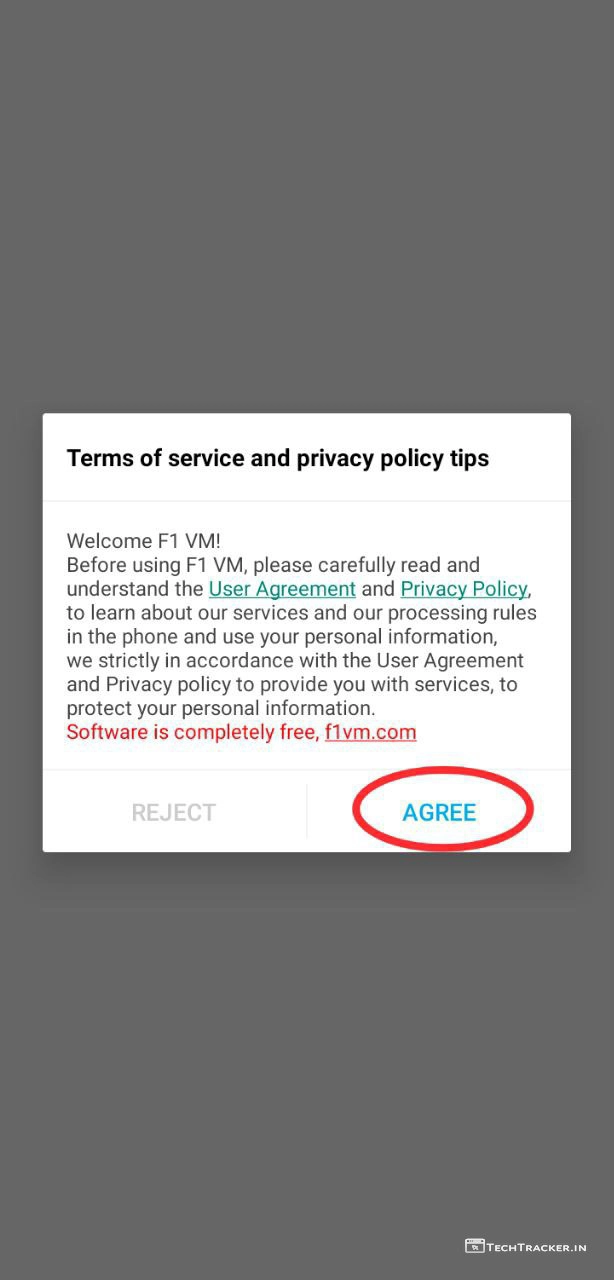 Terms of service and privacy policy tips
Welcome F1 VM!
Before using F1 VM, please carefully read and
understand the User Agreement and Privacy Policy,
to learn about our services and our processing rules
in the phone and use your personal information,
we strictly in accordance with the User Agreement
and Privacy policy to provide you with services, to
protect your personal information.
Software is completely free, f1vm.com
REJECT
AGREE
TECHTRACKER.IN